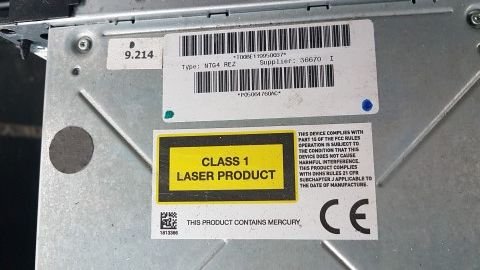 9.214
Type: NTG4 REZ Supplier: 36670 I
*P05064760AC*
CLASS 1
LASER PRODUCT
THIS DEVICE COMPLIES WITH
PART 15 OF THE FCC RULES
OPERATION IS SUBJECT TO
THE CONDITION THAT THIS
DEVICE DOES NOT CAUSE
HARMFUL INTERFERENCE.
THIS PRODUCT COMPLIES
WITH DHHS RULES 21 CFR
SUBCHAPTER J APPLICABLE TO
THE DATE OF MANUFACTURE.
THIS PRODUCT CONTAINS MERCURY
CE
1813366